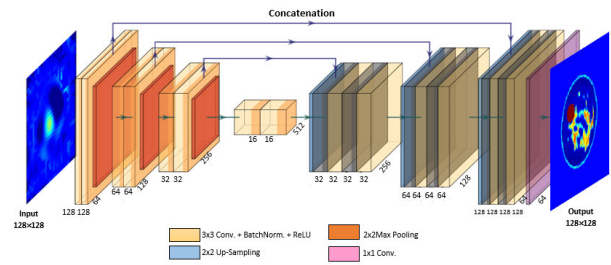 Concatenation
Input
128×128
128 128
64
64 64
128
32 32
256
16 16
512
32 32 32 32
256
64 64 64 64
128
128 128 128 128
64
64
Output
128×128
3x3 Conv. + BatchNorm. + ReLU
2x2Max Pooling
2x2 Up-Sampling
1x1 Conv.